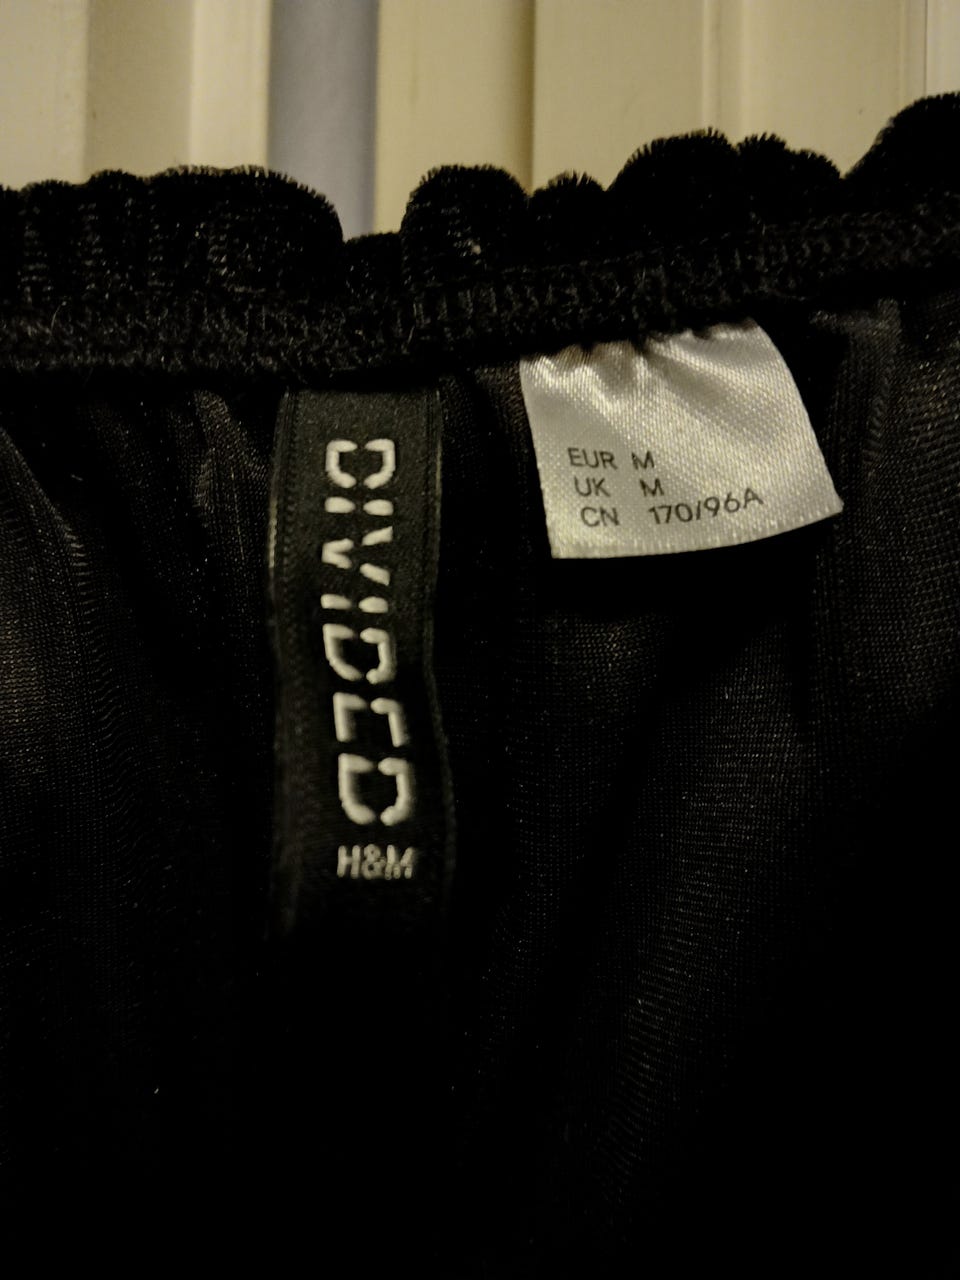 DIVIDED
H&M
EUR M
UK M
CN 170/96A